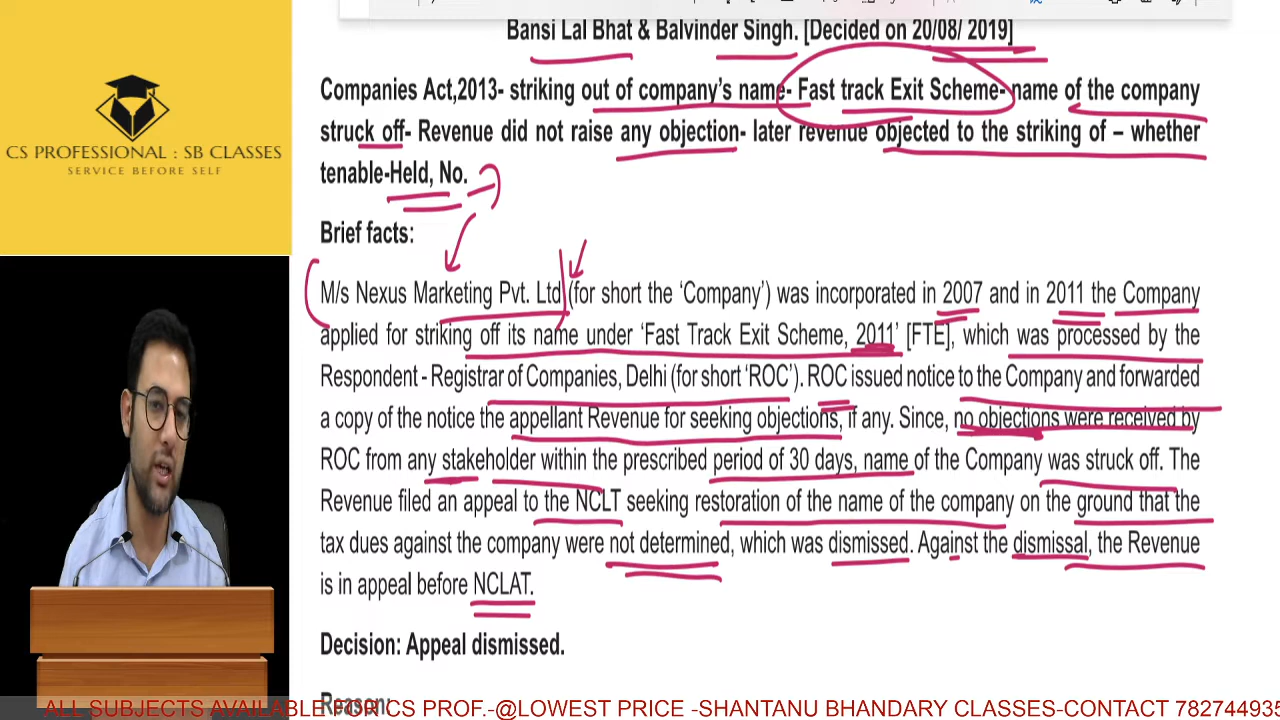 Bansi Lal Bhat & Balvinder Singh. [Decided on 20/08/ 2019]
Companies Act,2013- striking out of company's name- Fast track Exit Scheme- name of the company
struck off- Revenue did not raise any objection- later revenue objected to the striking of – whether
tenable-Held, No.
Brief facts:
M/s Nexus Marketing Pvt. Ltd (for short the 'Company') was incorporated in 2007 and in 2011 the Company
applied for striking off its name under 'Fast Track Exit Scheme, 2011' [FTE], which was processed by the
Respondent - Registrar of Companies, Delhi (for short 'ROC'). ROC issued notice to the Company and forwarded
a copy of the notice the appellant Revenue for seeking objections, if any. Since, no objections were received by
ROC from any stakeholder within the prescribed period of 30 days, name of the Company was struck off. The
Revenue filed an appeal to the NCLT seeking restoration of the name of the company on the ground that the
tax dues against the company were not determined, which was dismissed. Against the dismissal, the Revenue
is in appeal before NCLAT.
Decision: Appeal dismissed.
Reason:
CS PROFESSIONAL : SB CLASSES
SERVICE BEFORE SELF
ALL SUBJECTS AVAILABLE FOR CS PROF.-@LOWEST PRICE -SHANTANU BHANDARY CLASSES-CONTACT 782744935